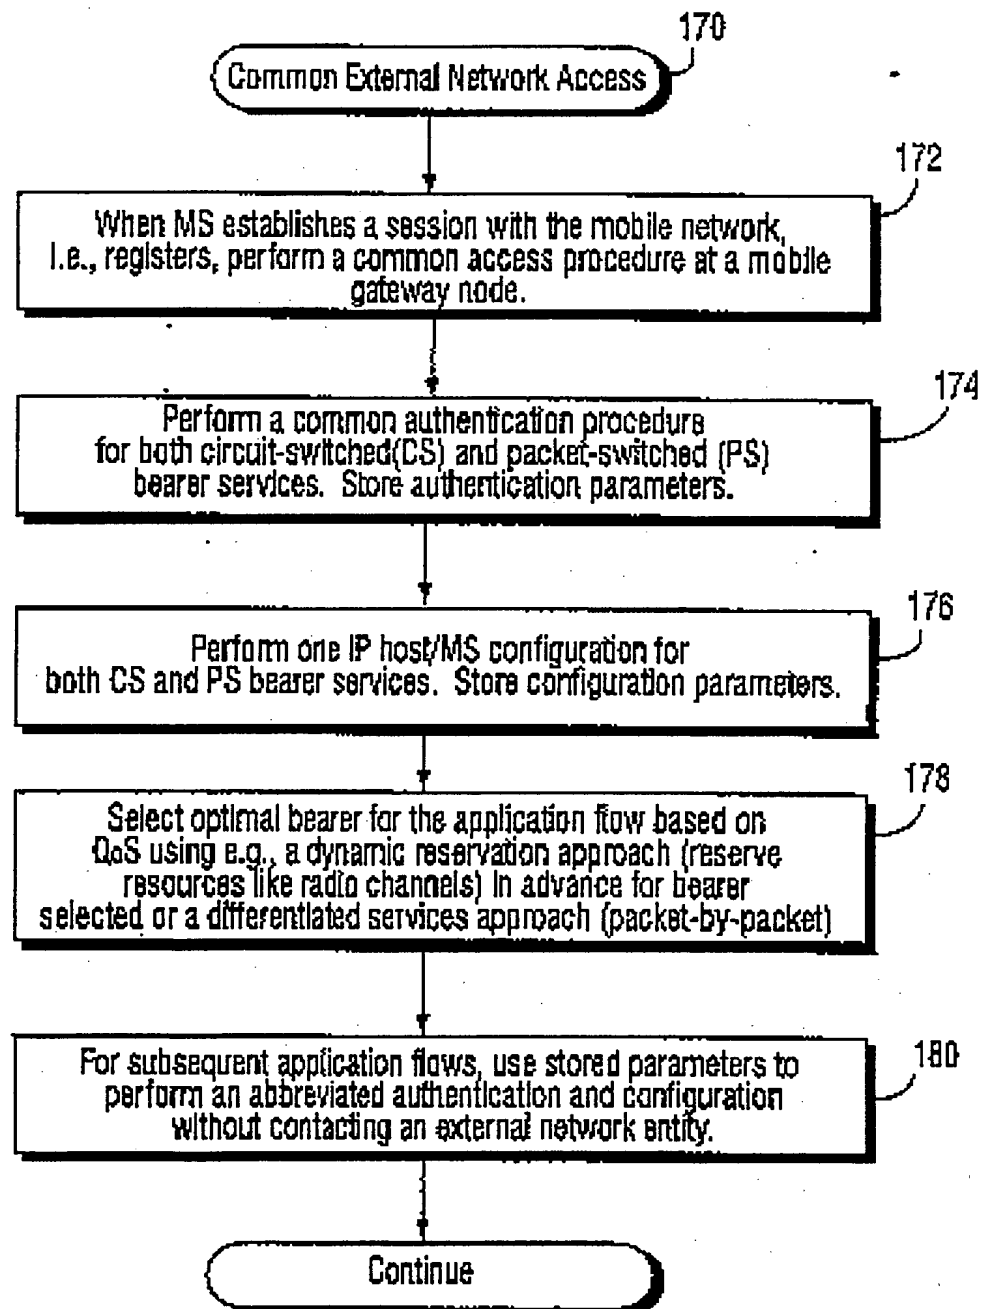 170
Common External Network Access
172
When MS establishes a session with the mobile network,
i.e., registers, perform a common access procedure at a mobile
gateway node.
174
Perform a common authentication procedure
for both circuit-switched(CS) and packet-switched (PS)
bearer services. Store authentication parameters.
176
Perform one IP host/MS configuration for
both CS and PS bearer services. Store configuration parameters.
178
Select optimal bearer for the application flow based on
QoS using e.g., a dynamic reservation approach (reserve
resources like radio channels) in advance for bearer
selected or a differentiated services approach (packet-by-packet)
180
For subsequent application flows, use stored parameters to
perform an abbreviated authentication and configuration
without contacting an external network entity.
Continue